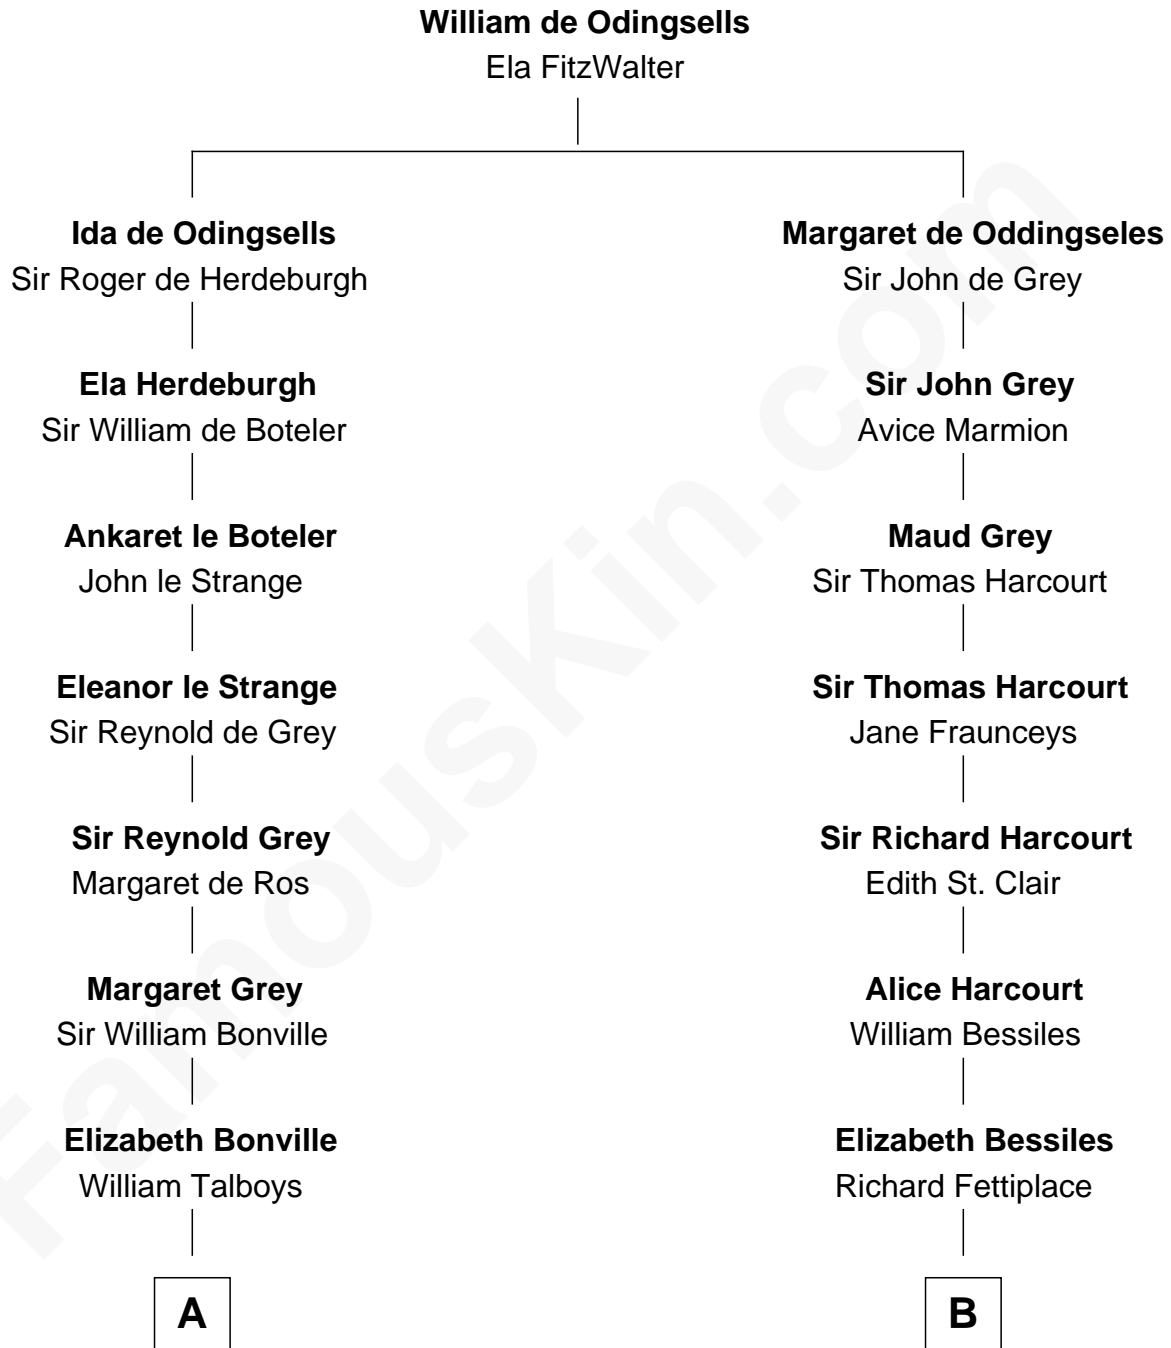 William de Odingsells
Ela FitzWalter
Ida de Odingsells
Sir Roger de Herdeburgh
Margaret de Oddingseles
Sir John de Grey
Ela Herdeburgh
Sir William de Boteler
Sir John Grey
Avice Marmion
Ankaret le Boteler
John le Strange
Maud Grey
Sir Thomas Harcourt
Eleanor le Strange
Sir Reynold de Grey
Sir Thomas Harcourt
Jane Fraunceys
Sir Reynold Grey
Margaret de Ros
Sir Richard Harcourt
Edith St. Clair
Margaret Grey
Sir William Bonville
Alice Harcourt
William Bessiles
Elizabeth Bonville
William Talboys
Elizabeth Bessiles
Richard Fettiplace
A
B
FamousKin.com